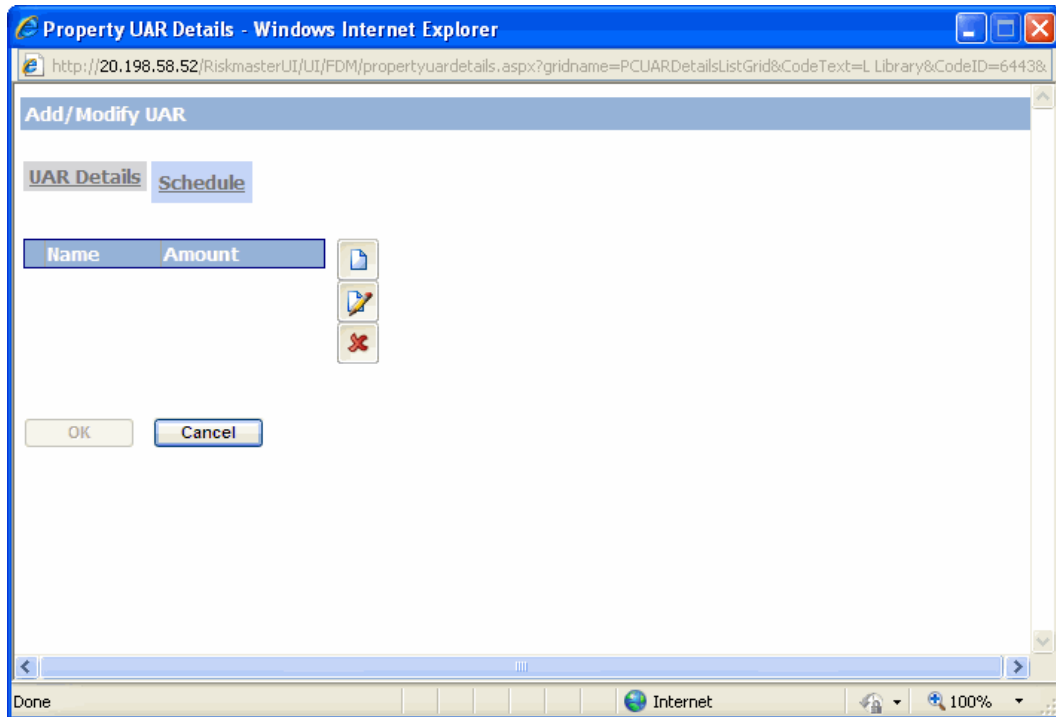 Property UAR Details - Windows Internet Explorer
http://20.198.58.52/RiskmasterUI/UI/FDM/propertyuardetails.aspx?gridname=PCUARDetailsListGrid&CodeText=L Library&CodeID=6443&
Add/Modify UAR
UAR Details Schedule
Name Amount
OK Cancel
Done Internet 100%